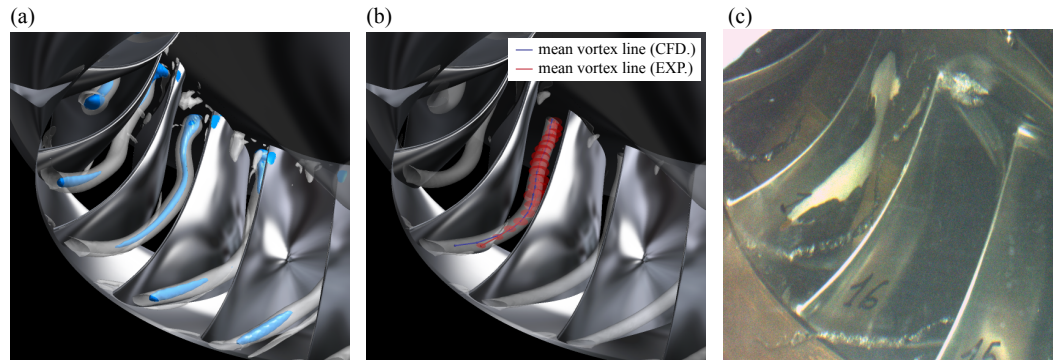 (a)
(b)
(c)
mean vortex line (CFD.)
mean vortex line (EXP.)
16
15